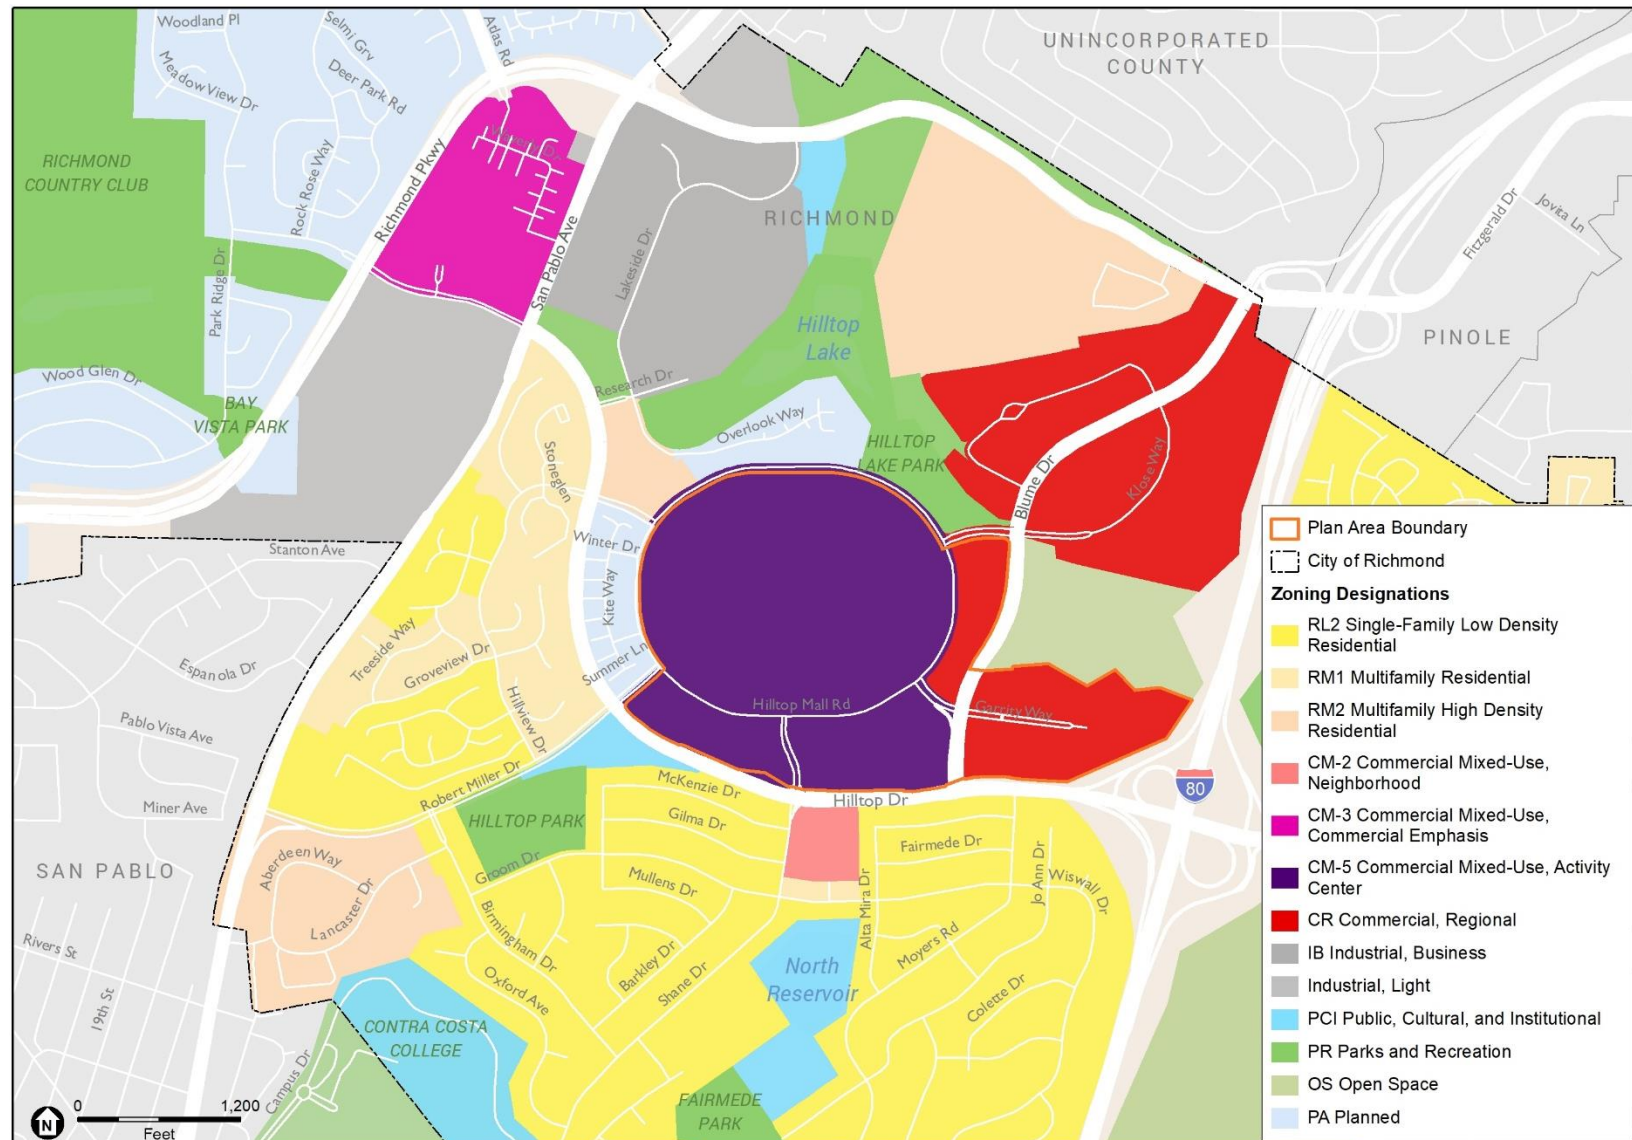 Woodland Pl
Selmi Grv
Atlas Rd
Meadow View Dr
Deer Park Rd
UNINCORPORATED
COUNTY
RICHMOND
COUNTRY CLUB
Rock Rose Way
Richmond Pkwy
San Pablo Ave
Lakeside Dr
RICHMOND
Fitzgerald Dr
Jovita Ln
Park Ridge Dr
Hilltop
Lake
PINOLE
Wood Glen Dr
BAY
VISTA PARK
Research Dr
Overlook Way
HILLTOP
LAKE PARK
Stoneglen
Blume Dr
Klose Way
Stanton Ave
Winter Dr
Kite Way
Summer Ln
Treeside Way
Groveview Dr
Espanola Dr
Hillview Dr
Hilltop Mall Rd
Garrity Way
Pablo Vista Ave
Miner Ave
Robert Miller Dr
McKenzie Dr
Gilma Dr
Hilltop Dr
80
HILLTOP PARK
Fairmede Dr
Jo Ann Dr
Wiswall Dr
SAN PABLO
Aberdeen Way
Lancaster Dr
Groom Dr
Mullens Dr
Alta Mira Dr
Birmingham Dr
Barkley Dr
Shane Dr
Moyers Rd
Colette Dr
Rivers St
19th St
Oxford Ave
North
Reservoir
CONTRA COSTA
COLLEGE
Campus Dr
FAIRMEDE
PARK
N
0
1,200
Feet
Plan Area Boundary
City of Richmond
Zoning Designations
RL2 Single-Family Low Density
Residential
RM1 Multifamily Residential
RM2 Multifamily High Density
Residential
CM-2 Commercial Mixed-Use,
Neighborhood
CM-3 Commercial Mixed-Use,
Commercial Emphasis
CM-5 Commercial Mixed-Use, Activity
Center
CR Commercial, Regional
IB Industrial, Business
Industrial, Light
PCI Public, Cultural, and Institutional
PR Parks and Recreation
OS Open Space
PA Planned